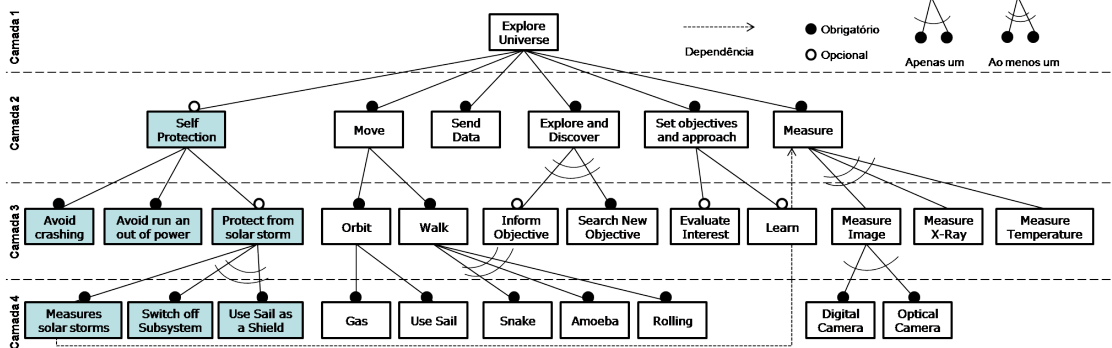 Camada 1
Explore
Universe
Dependência
Obrigatório
Opcional
Apenas um
Ao menos um
Camada 2
Self
Protection
Move
Send
Data
Explore and
Discover
Set objectives
and approach
Measure
Camada 3
Avoid
crashing
Avoid run an
out of power
Protect from
solar storm
Orbit
Walk
Inform
Objective
Search New
Objective
Evaluate
Interest
Learn
Measure
Image
Measure
X-Ray
Measure
Temperature
Camada 4
Measures
solar storms
Switch off
Subsystem
Use Sail as
a Shield
Gas
Use Sail
Snake
Amoeba
Rolling
Digital
Camera
Optical
Camera